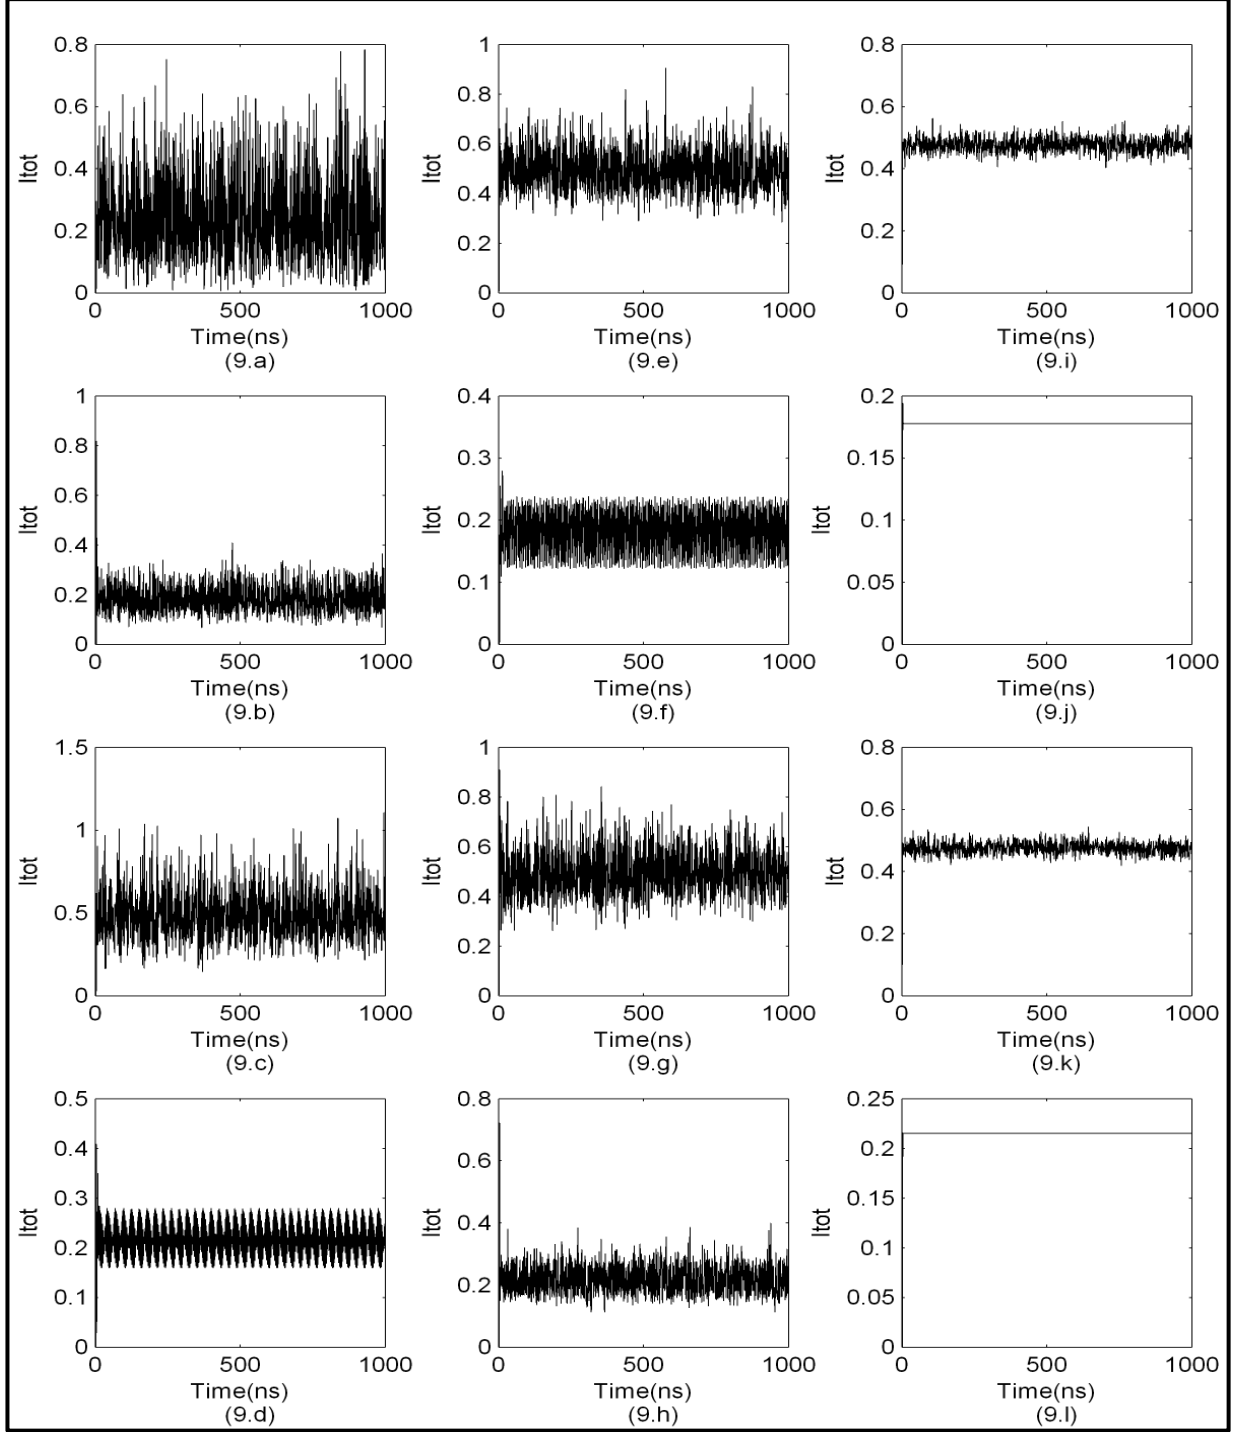 0.8
0.6
0.4
0.2
0
Itot
0 500 1000
Time(ns)
(9.a)
1
0.8
0.6
0.4
0.2
0
Itot
0 500 1000
Time(ns)
(9.e)
0.8
0.6
0.4
0.2
0
Itot
0 500 1000
Time(ns)
(9.i)
1
0.8
0.6
0.4
0.2
0
Itot
0 500 1000
Time(ns)
(9.b)
0.4
0.3
0.2
0.1
0
Itot
0 500 1000
Time(ns)
(9.f)
0.2
0.15
0.1
0.05
0
Itot
0 500 1000
Time(ns)
(9.j)
1.5
1
0.5
0
Itot
0 500 1000
Time(ns)
(9.c)
1
0.8
0.6
0.4
0.2
0
Itot
0 500 1000
Time(ns)
(9.g)
0.8
0.6
0.4
0.2
0
Itot
0 500 1000
Time(ns)
(9.k)
0.5
0.4
0.3
0.2
0.1
0
Itot
0 500 1000
Time(ns)
(9.d)
0.8
0.6
0.4
0.2
0
Itot
0 500 1000
Time(ns)
(9.h)
0.25
0.2
0.15
0.1
0.05
0
Itot
0 500 1000
Time(ns)
(9.l)